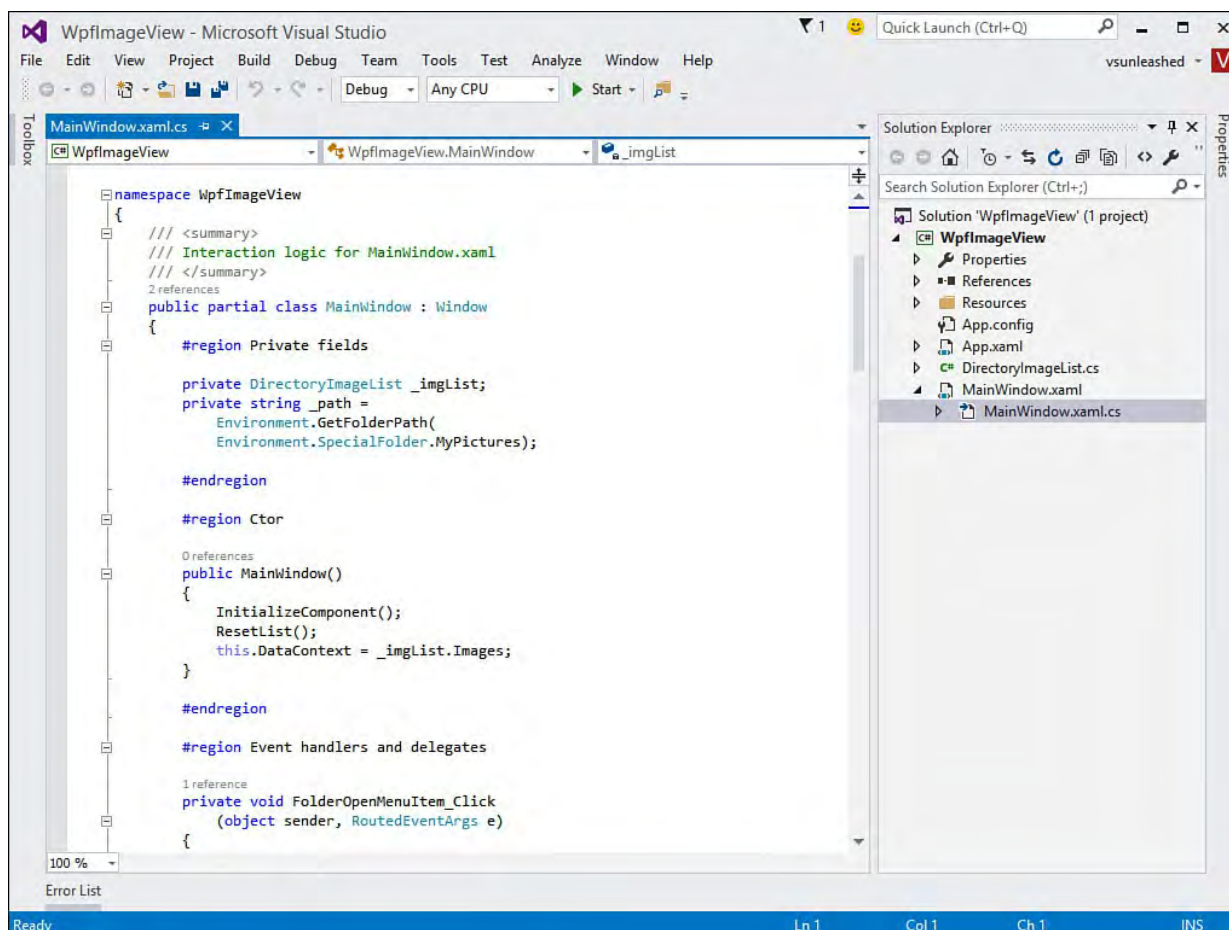 WpfImageView - Microsoft Visual Studio
1
Quick Launch (Ctrl+Q)
File Edit View Project Build Debug Team Tools Test Analyze Window Help
vsunleashed
V
Debug
Any CPU
Start
Toolbox
MainWindow.xaml.cs
C# WpfImageView
WpfImageView.MainWindow
_imgList
namespace WpfImageView
{
/// <summary>
/// Interaction logic for MainWindow.xaml
/// </summary>
2 references
public partial class MainWindow : Window
{
#region Private fields
private DirectoryImageList _imgList;
private string _path =
Environment.GetFolderPath(
Environment.SpecialFolder.MyPictures);
#endregion
#region Ctor
0 references
public MainWindow()
{
InitializeComponent();
ResetList();
this.DataContext = _imgList.Images;
}
#endregion
#region Event handlers and delegates
1 reference
private void FolderOpenMenuItem_Click
(object sender, RoutedEventArgs e)
{
100 %
Solution Explorer
Search Solution Explorer (Ctrl+;)
Solution 'WpfImageView' (1 project)
C# WpfImageView
Properties
References
Resources
App.config
App.xaml
C# DirectoryImageList.cs
MainWindow.xaml
MainWindow.xaml.cs
Properties
Error List
Ready
Ln 1 Col 1 Ch 1 INS